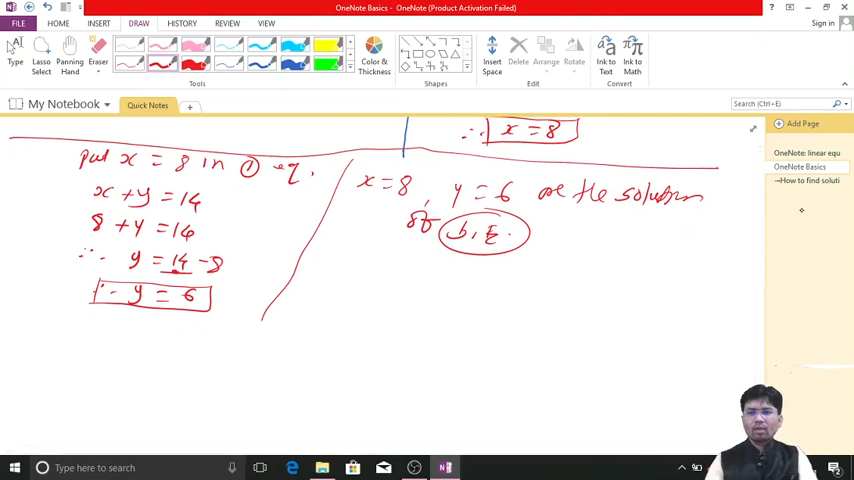 OneNote Basics - OneNote (Product Activation Failed)
FILE HOME INSERT DRAW HISTORY REVIEW VIEW Sign in
Type Lasso Select Panning Hand Eraser Color & Thickness Insert Space Delete Arrange Rotate Ink to Text Ink to Math
Tools Shapes Edit Convert
My Notebook Quick Notes Search (Ctrl+E)
Add Page
OneNote: linear equ
OneNote Basics
→How to find soluti
∴ x = 8
put x = 8 in ① eq.
x + y = 14
8 + y = 14
∴ y = 14 - 8
∴ y = 6
x = 8, y = 6 are the solutions
of
Type here to search